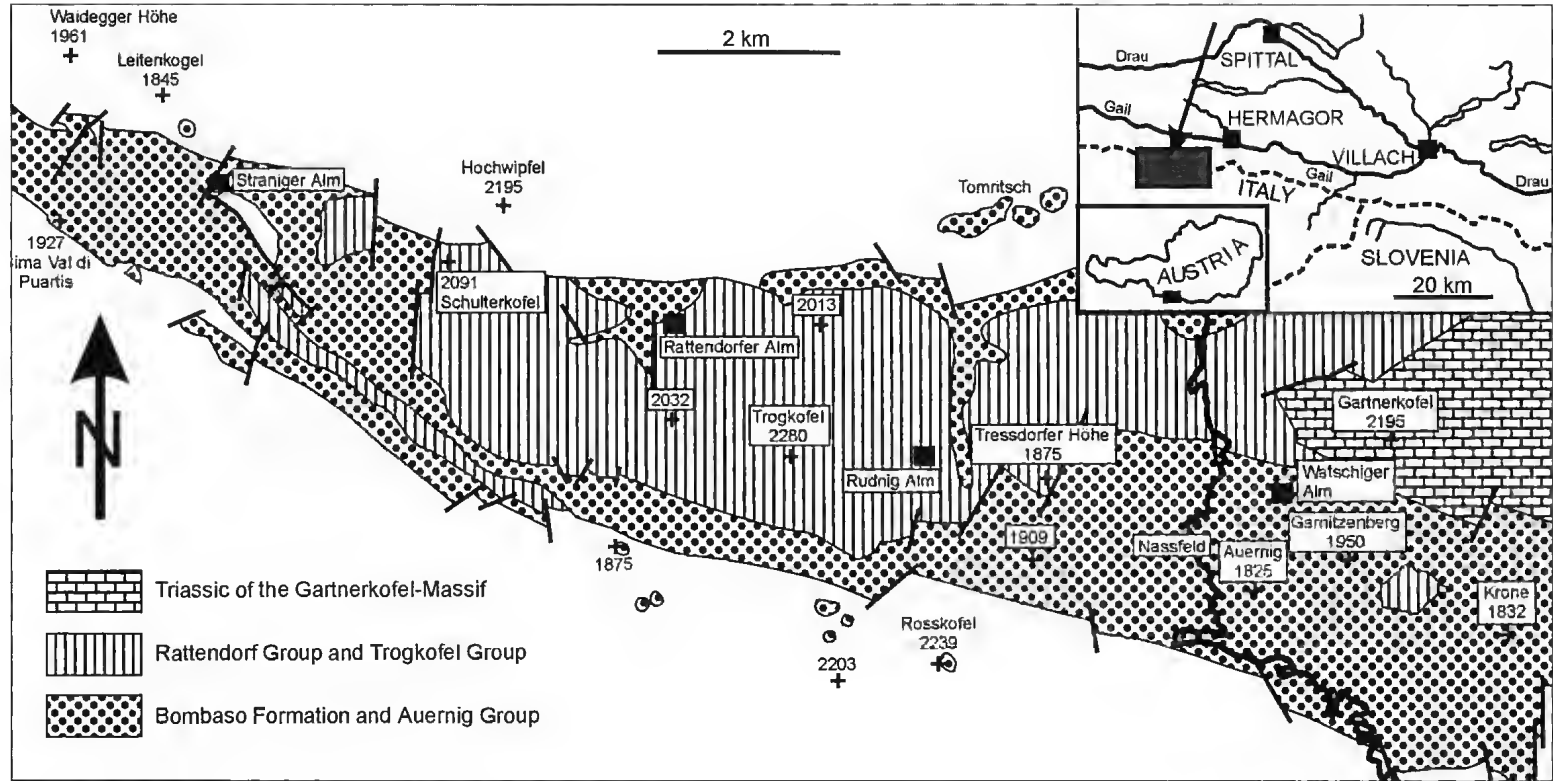 Waidegger Höhe
1961
Leitenkogel
1845
Straniger Alm
1927
ima Val di
Puartis
Hochwipfel
2195
2091
Schulterkofel
2 km
Tomritsch
Rattendorfer Alm
2013
2032
Trogkofel
2280
Rudnig Alm
Tressdorfer Höhe
1875
1909
Nassfeld
Auernig
1825
Garnitzenberg
1950
Watschiger
Alm
Gartnerkofel
2195
Krone
1832
1875
2203
Rosskofel
2239
N
Drau
SPITTAL
Gail
HERMAGOR
VILLACH
Gail
Drau
ITALY
SLOVENIA
AUSTRIA
20 km
Triassic of the Gartnerkofel-Massif
Rattendorf Group and Trogkofel Group
Bombaso Formation and Auernig Group